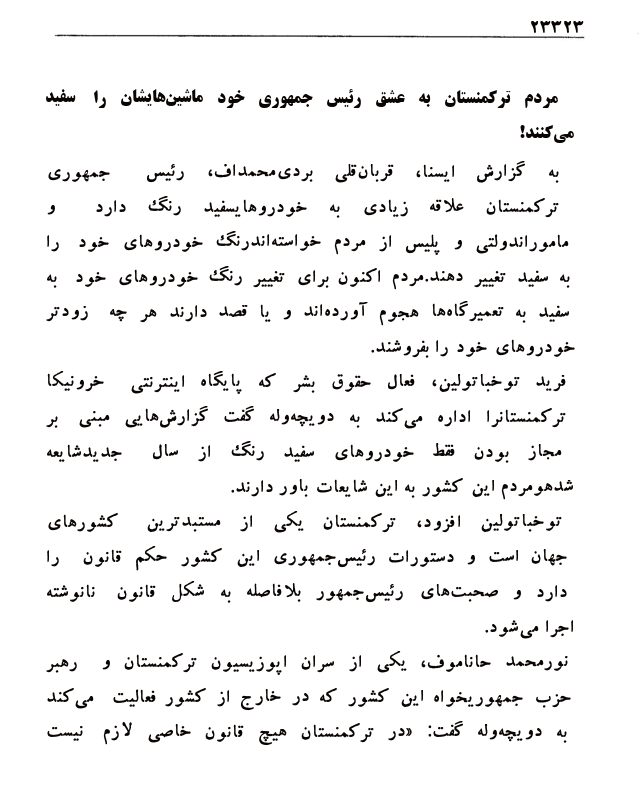 ۲۳۳۲۳
مردم ترکمنستان به عشق رئیس جمهوری خود ماشین‌هایشان را سفید
می‌کنند!
به گزارش ایسنا، قربان‌قلی بردی‌محمداف، رئیس جمهوری
ترکمنستان علاقه زیادی به خودروهایسفید رنگ دارد و
ماموراندولتی و پلیس از مردم خواسته‌اندرنگ خودروهای خود را
به سفید تغییر دهند.مردم اکنون برای تغییر رنگ خودروهای خود به
سفید به تعمیرگاه‌ها هجوم آورده‌اند و یا قصد دارند هر چه زودتر
خودروهای خود را بفروشند.
فرید توخباتولین، فعال حقوق بشر که پایگاه اینترنتی خرونیکا
ترکمنستانرا اداره می‌کند به دویچه‌وله گفت گزارش‌هایی مبنی بر
مجاز بودن فقط خودروهای سفید رنگ از سال جدیدشایعه
شدهومردم این کشور به این شایعات باور دارند.
توخباتولین افزود، ترکمنستان یکی از مستبدترین کشورهای
جهان است و دستورات رئیس‌جمهوری این کشور حکم قانون را
دارد و صحبت‌های رئیس‌جمهور بلافاصله به شکل قانون نانوشته
اجرا می‌شود.
نورمحمد حاناموف، یکی از سران اپوزیسیون ترکمنستان و رهبر
حزب جمهوریخواه این کشور که در خارج از کشور فعالیت می‌کند
به دویچه‌وله گفت: «در ترکمنستان هیچ قانون خاصی لازم نیست